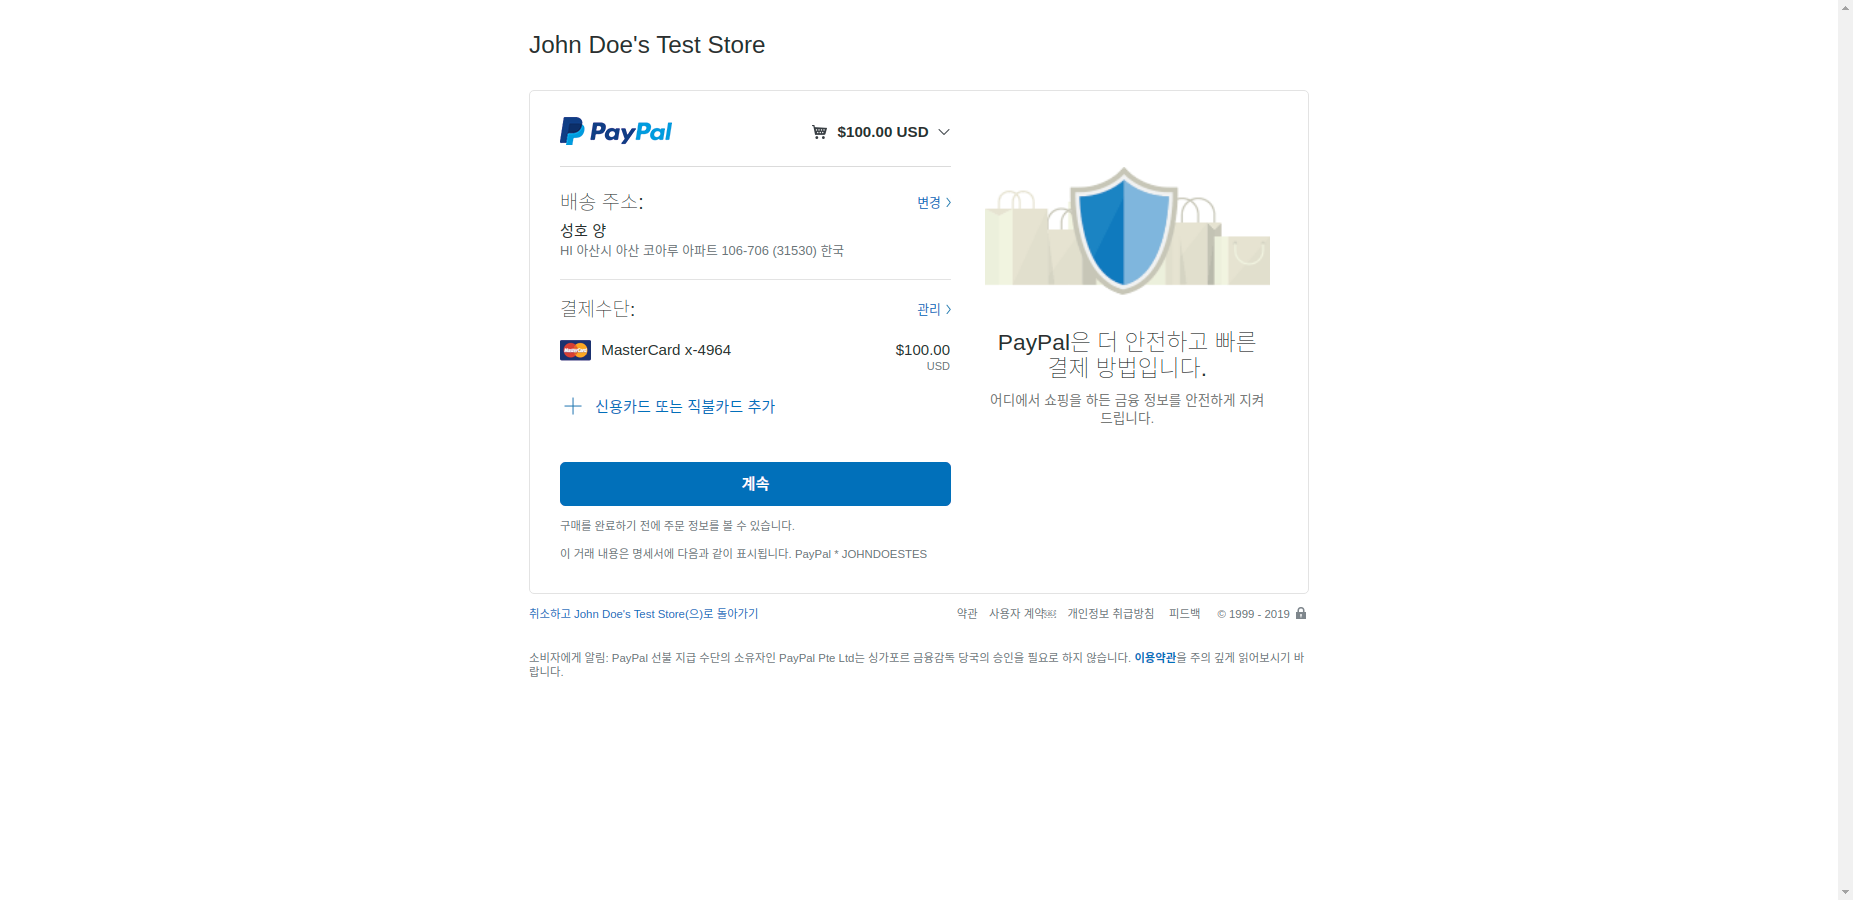 John Doe's Test Store
PayPal
$100.00 USD
배송 주소:
변경
성호 양
HI 아산시 아산 코아루 아파트 106-706 (31530) 한국
결제수단:
관리
MasterCard
MasterCard x-4964
$100.00
USD
신용카드 또는 직불카드 추가
계속
구매를 완료하기 전에 주문 정보를 볼 수 있습니다.
이 거래 내용은 명세서에 다음과 같이 표시됩니다. PayPal * JOHNDOESTES
PayPal은 더 안전하고 빠른
결제 방법입니다.
어디에서 쇼핑을 하든 금융 정보를 안전하게 지켜
드립니다.
취소하고 John Doe's Test Store(으)로 돌아가기
약관 사용자 계약 개인정보 취급방침 피드백 © 1999 - 2019
소비자에게 알림: PayPal 선불 지급 수단의 소유자인 PayPal Pte Ltd는 싱가포르 금융감독 당국의 승인을 필요로 하지 않습니다. 이용약관을 주의 깊게 읽어보시기 바
랍니다.